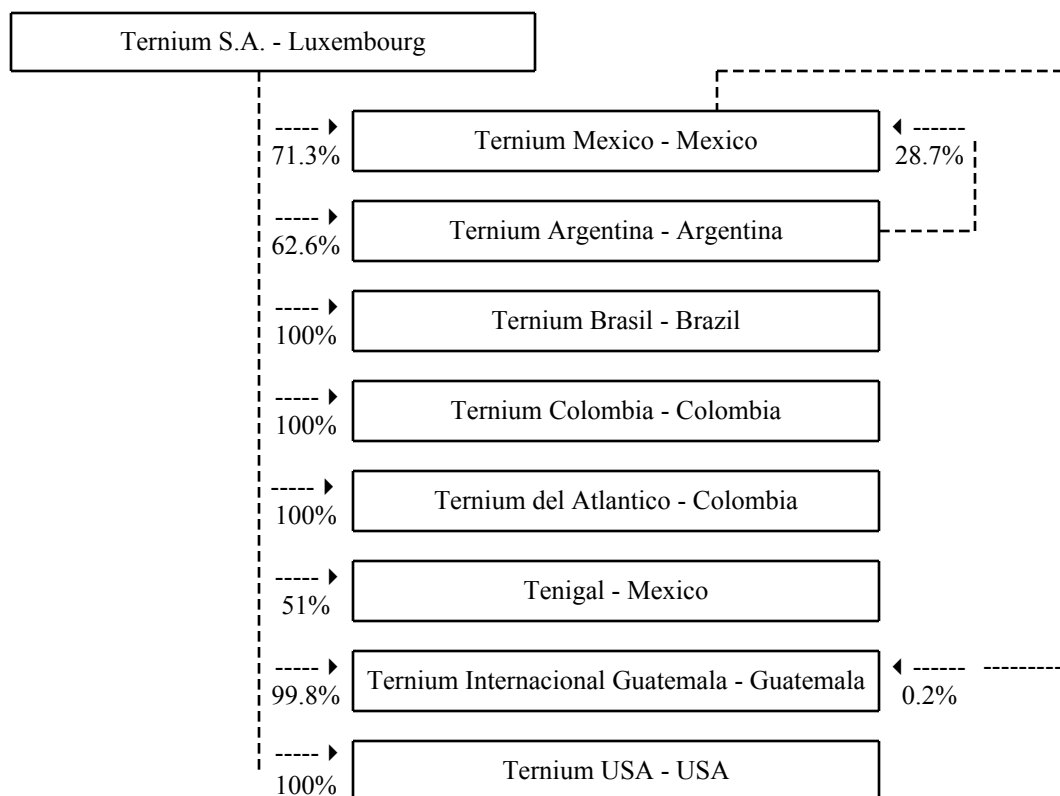 Ternium S.A. - Luxembourg
Ternium Mexico - Mexico
71.3%
28.7%
Ternium Argentina - Argentina
62.6%
Ternium Brasil - Brazil
100%
Ternium Colombia - Colombia
100%
Ternium del Atlantico - Colombia
100%
Tenigal - Mexico
51%
Ternium Internacional Guatemala - Guatemala
99.8%
0.2%
Ternium USA - USA
100%